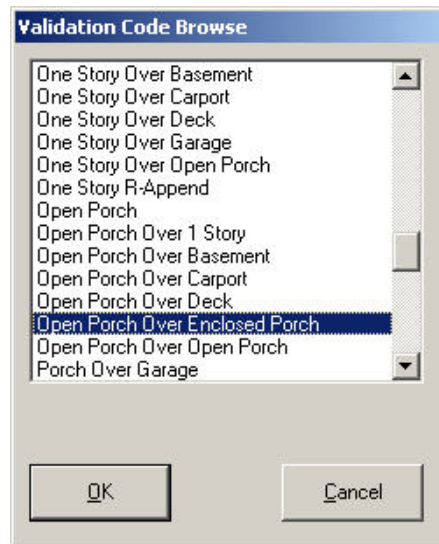 Validation Code Browse
One Story Over Basement
One Story Over Carport
One Story Over Deck
One Story Over Garage
One Story Over Open Porch
One Story R-Append
Open Porch
Open Porch Over 1 Story
Open Porch Over Basement
Open Porch Over Carport
Open Porch Over Deck
Open Porch Over Enclosed Porch
Open Porch Over Open Porch
Porch Over Garage
OK
Cancel